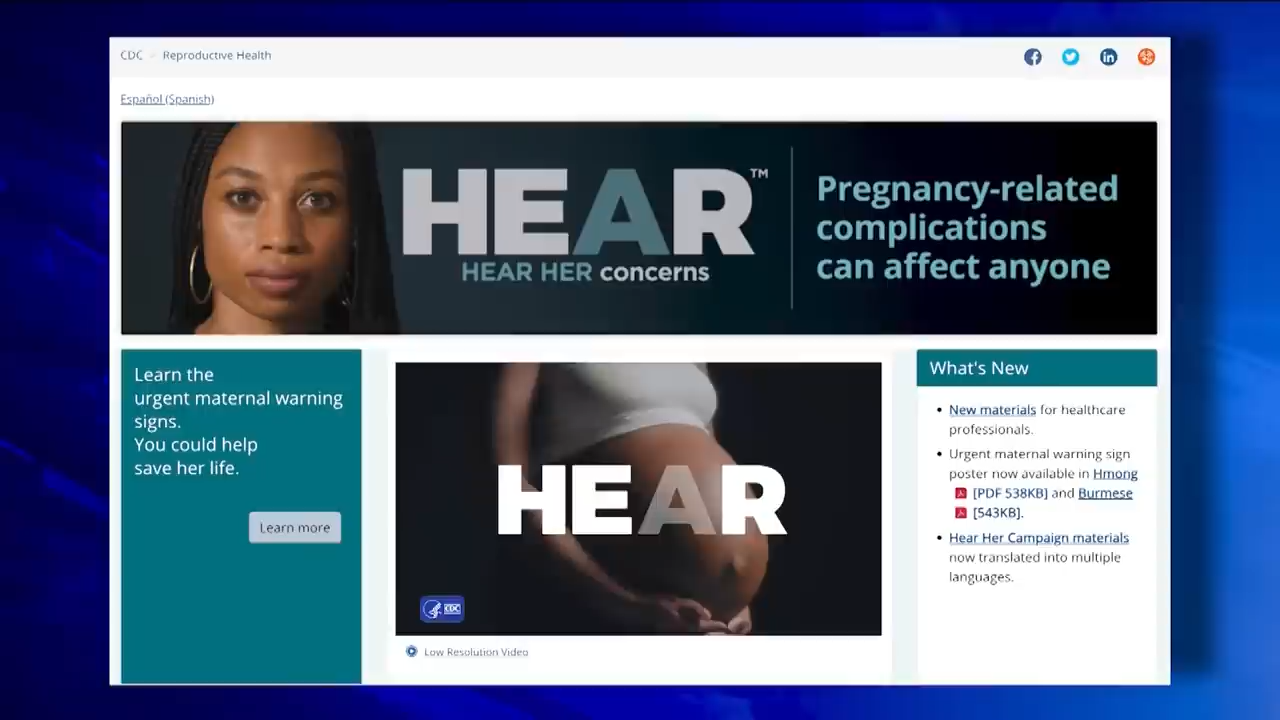 CDC > Reproductive Health
Español (Spanish)
HEAR™
HEAR HER concerns
Pregnancy-related
complications
can affect anyone
Learn the
urgent maternal warning
signs.
You could help
save her life.
Learn more
HEAR
CDC
Low Resolution Video
What's New
New materials for healthcare
professionals.
Urgent maternal warning sign
poster now available in Hmong
[PDF 538KB] and Burmese
[543KB].
Hear Her Campaign materials
now translated into multiple
languages.